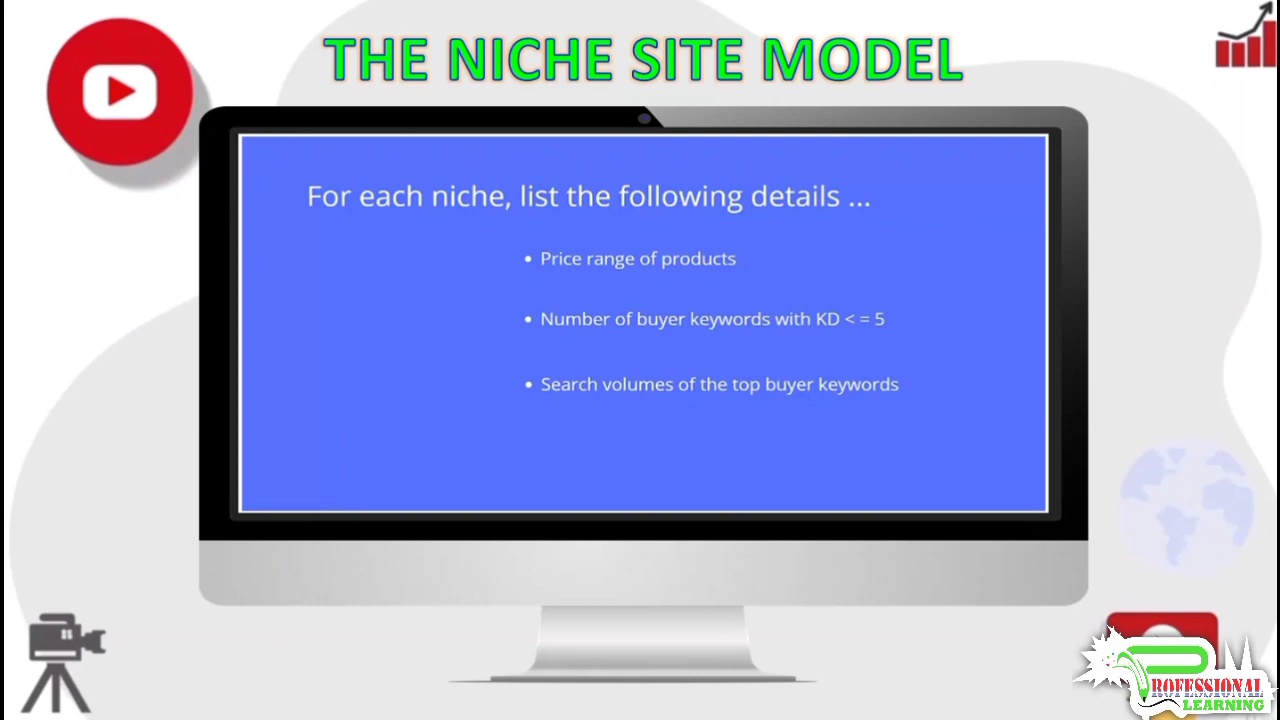 THE NICHE SITE MODEL
For each niche, list the following details ...
• Price range of products
• Number of buyer keywords with KD < = 5
• Search volumes of the top buyer keywords
PROFESSIONAL
LEARNING